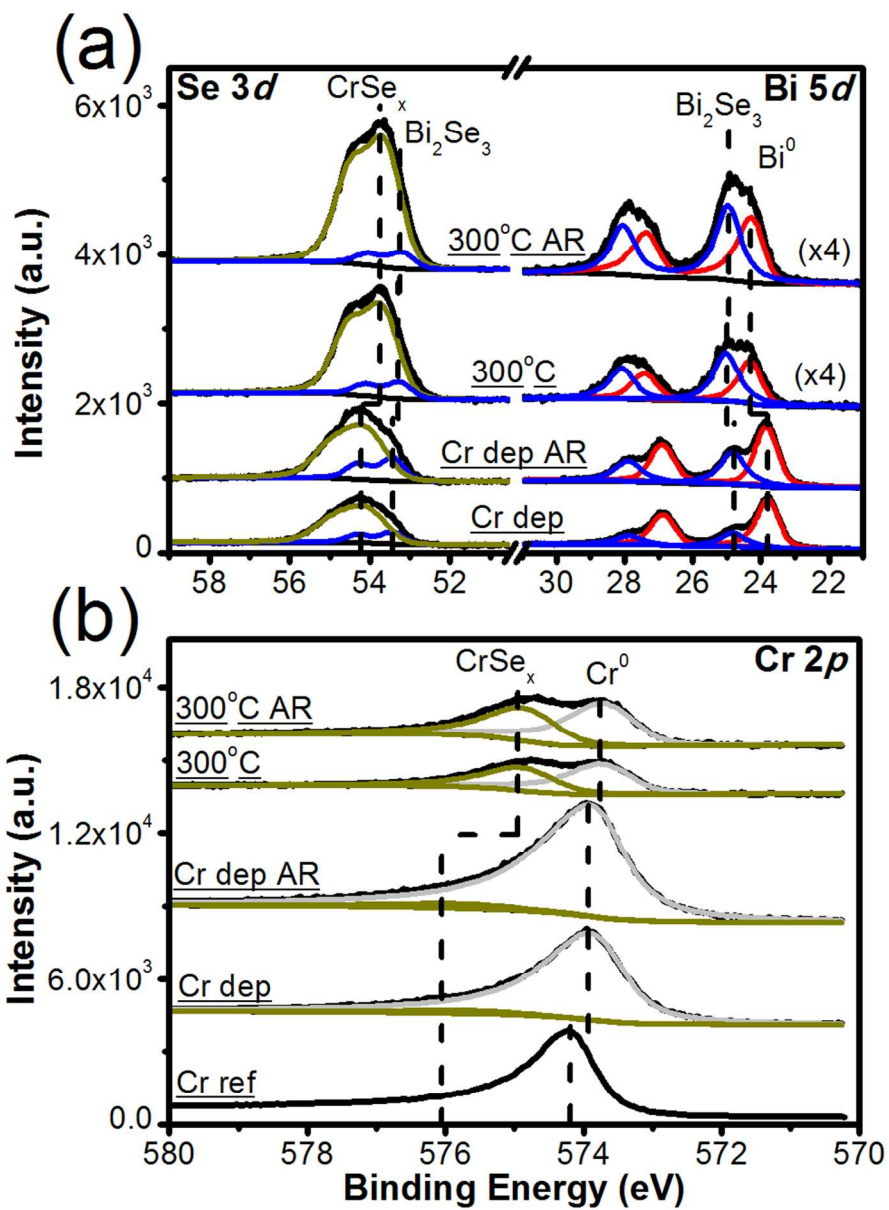 (a)
Se 3d
Bi 5d
CrSeₓ
Bi₂Se₃
Bi₂Se₃
Bi⁰
6x10³
4x10³
2x10³
0
Intensity (a.u.)
300°C AR
(x4)
300°C
(x4)
Cr dep AR
Cr dep
58 56 54 52 30 28 26 24 22
(b)
Cr 2p
CrSeₓ
Cr⁰
1.8x10⁴
1.2x10⁴
6.0x10³
0.0
Intensity (a.u.)
300°C AR
300°C
Cr dep AR
Cr dep
Cr ref
580 578 576 574 572 570
Binding Energy (eV)